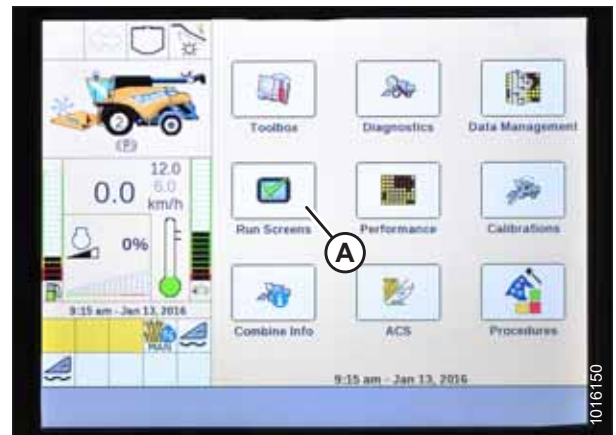 Toolbox
Diagnostics
Data Management
2
(P)
12.0
6.0
0.0
km/h
Run Screens
A
Performance
Calibrations
0%
9:15 am - Jan 13, 2016
MAN
Combine Info
ACS
Procedures
9:15 am - Jan 13, 2016
1016150